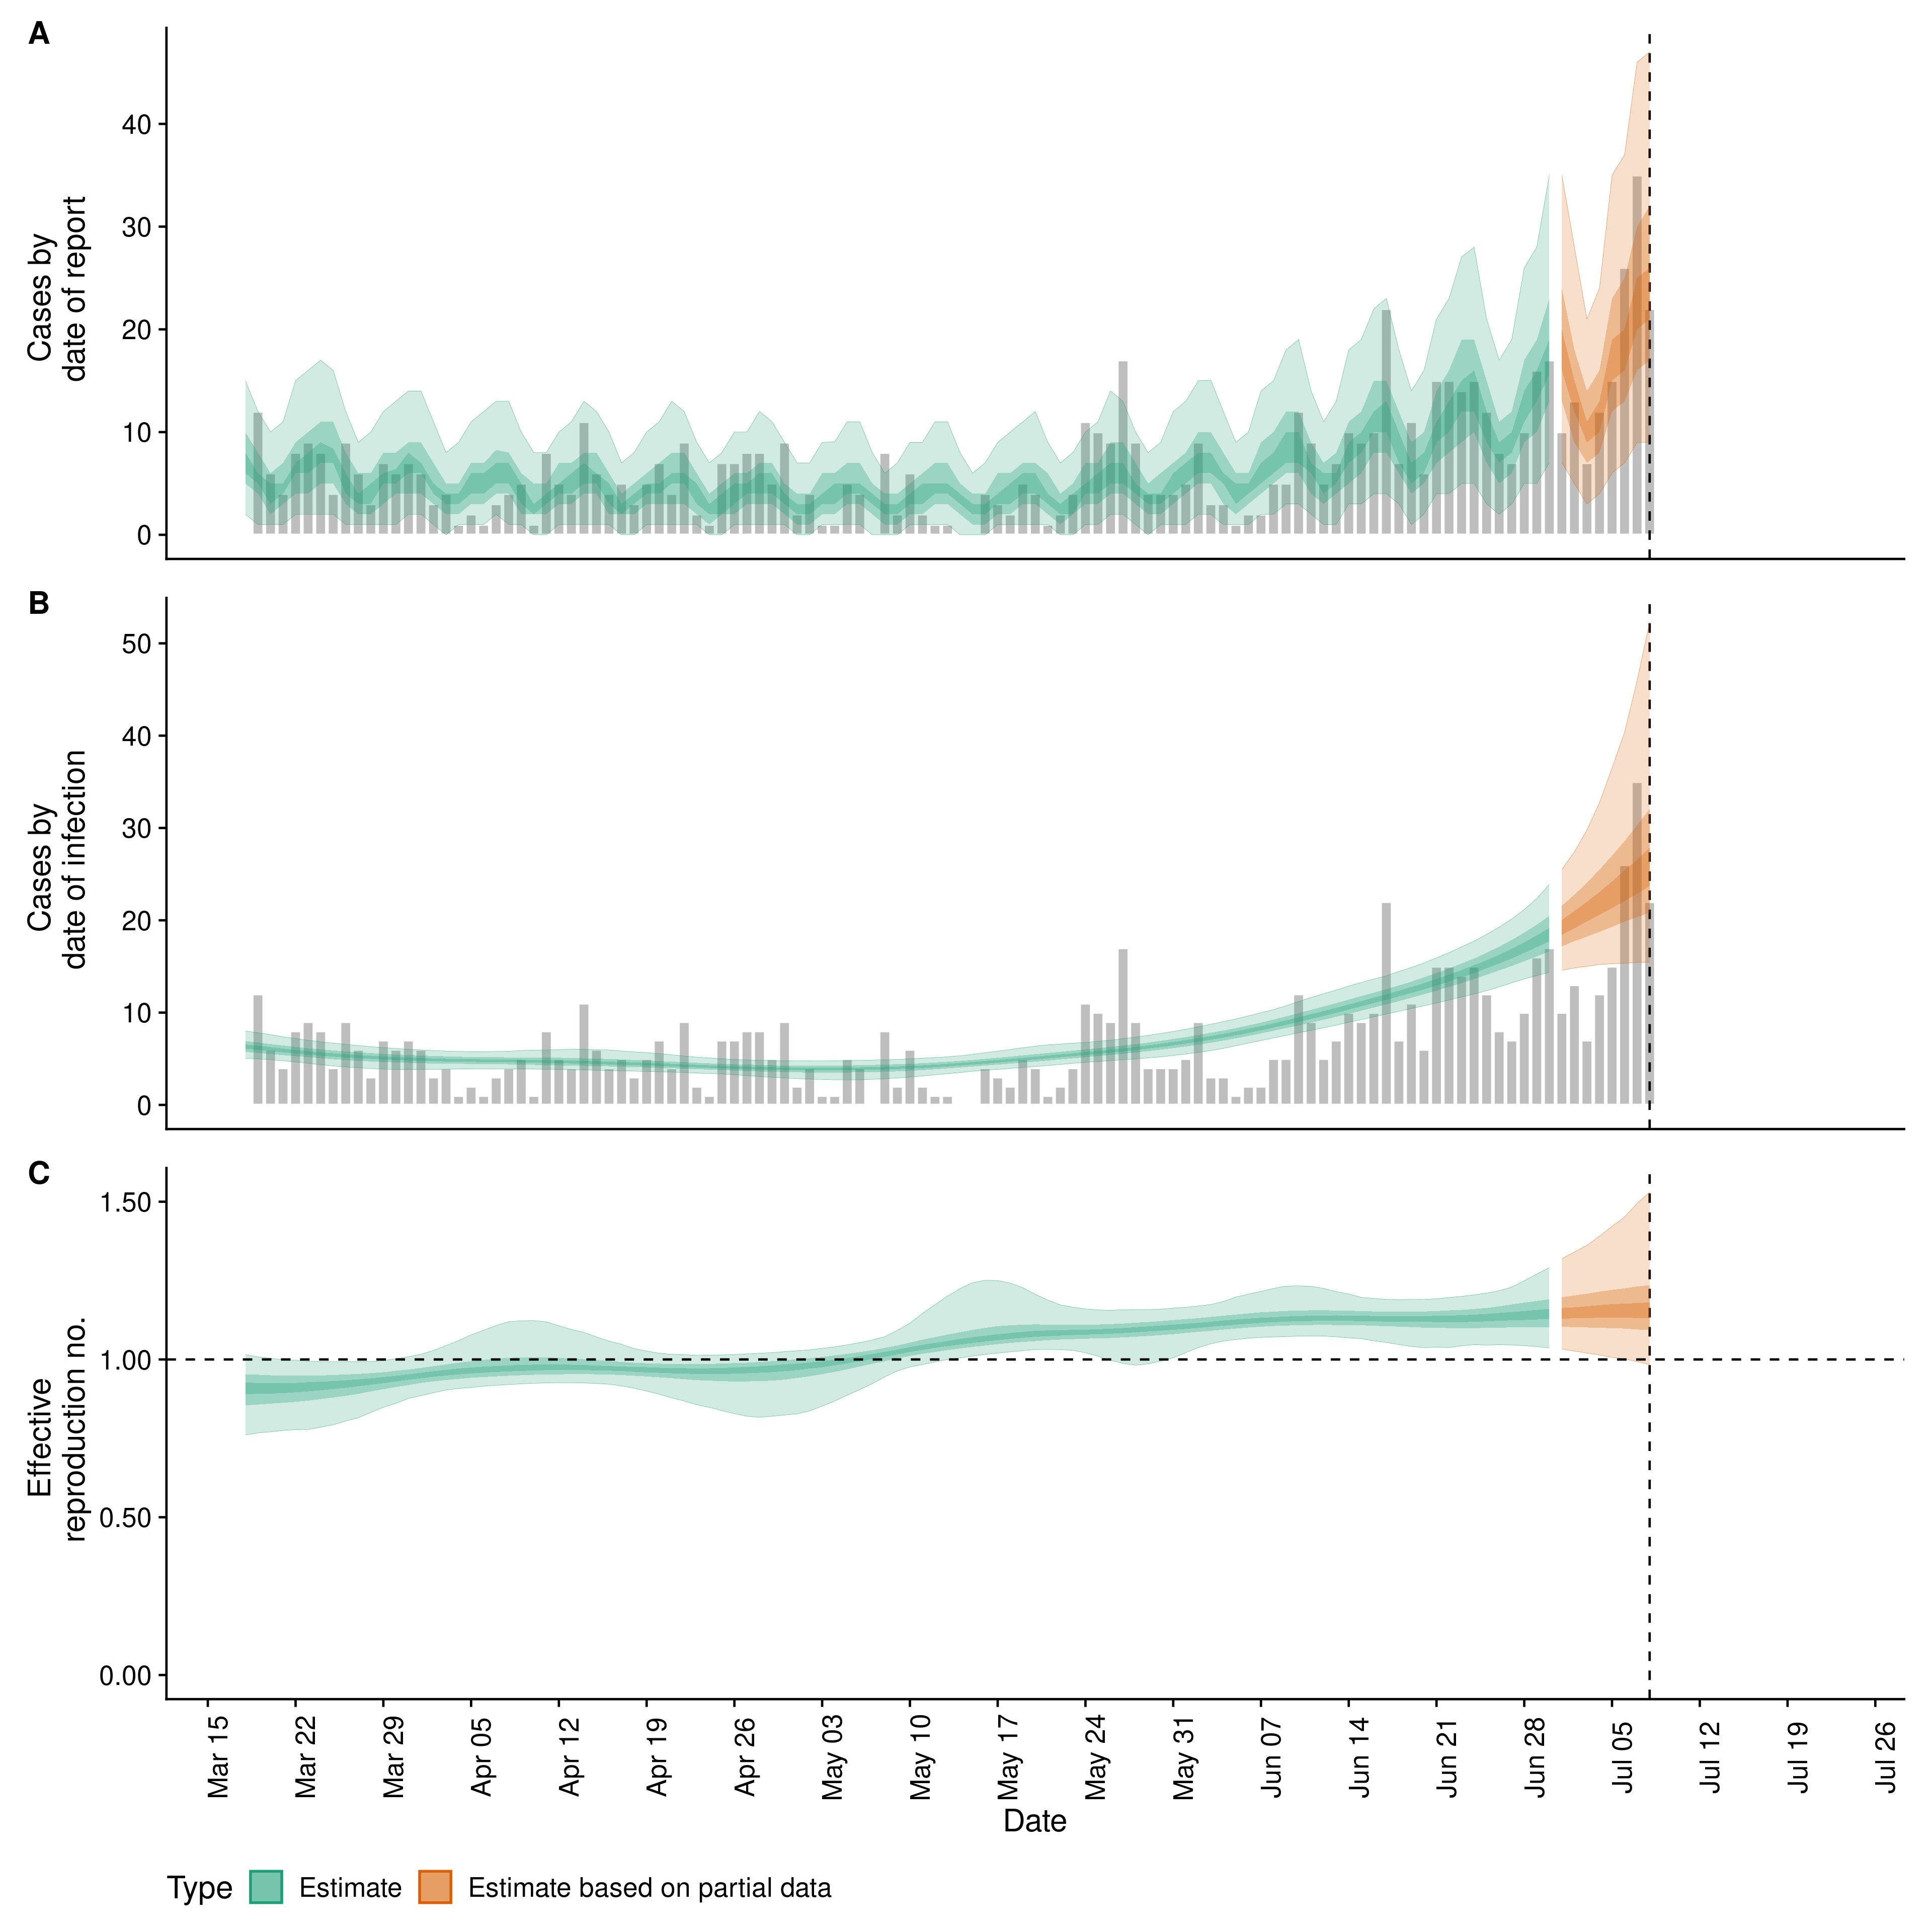 A
Cases by
date of report
40
30
20
10
0
B
Cases by
date of infection
50
40
30
20
10
0
C
Effective
reproduction no.
1.50
1.00
0.50
0.00
Mar 15
Mar 22
Mar 29
Apr 05
Apr 12
Apr 19
Apr 26
May 03
May 10
May 17
May 24
May 31
Jun 07
Jun 14
Jun 21
Jun 28
Jul 05
Jul 12
Jul 19
Jul 26
Date
Type Estimate Estimate based on partial data